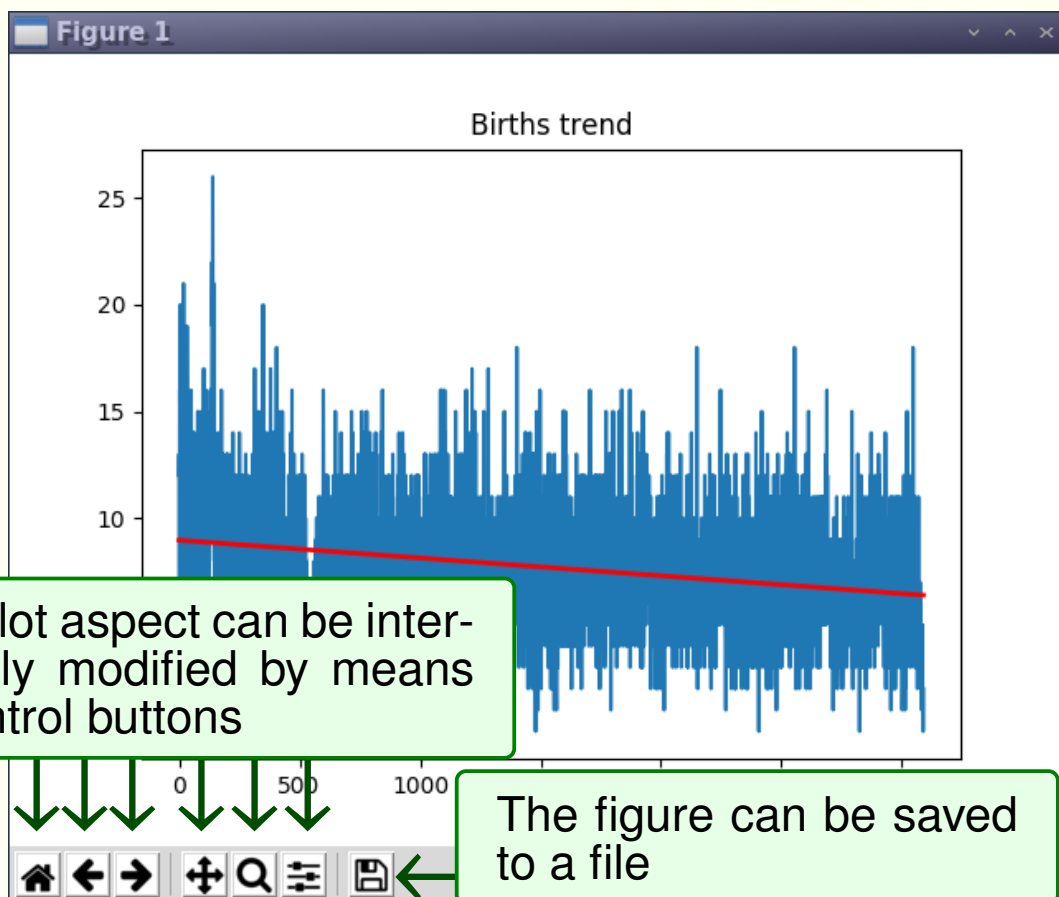 Figure 1
Births trend
25
20
15
10
lot aspect can be inter-
ly modified by means
ntrol buttons
0 500 1000
The figure can be saved
to a file